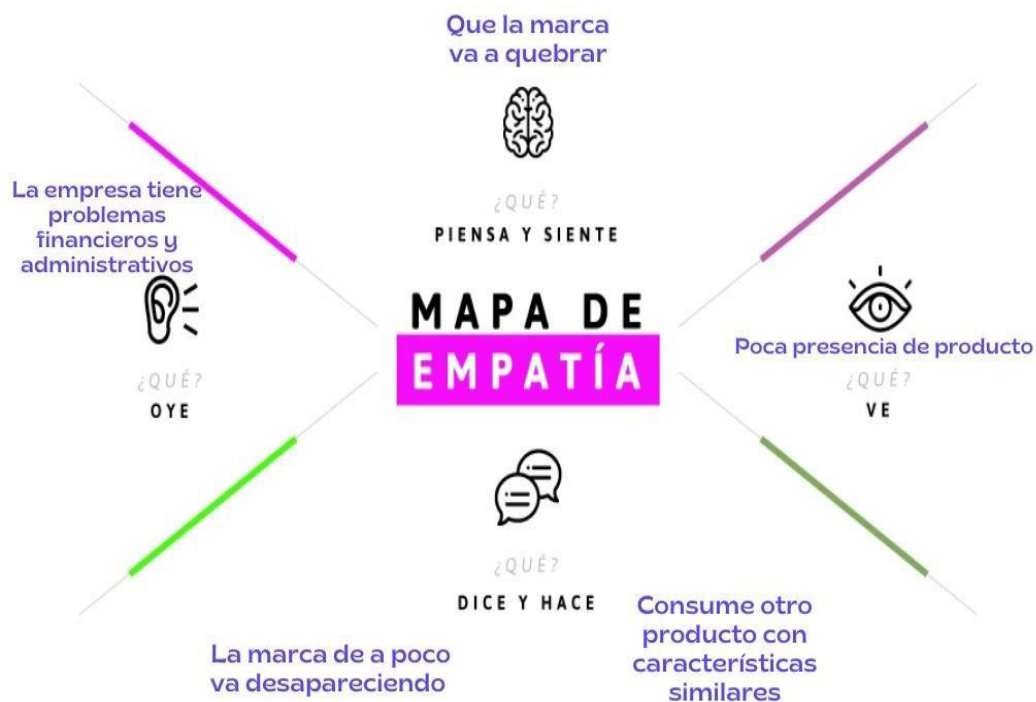 Que la marca
va a quebrar
¿QUÉ?
PIENSA Y SIENTE
La empresa tiene
problemas
financieros y
administrativos
¿QUÉ?
OYE
MAPA DE
EMPATÍA
Poca presencia de producto
¿QUÉ?
VE
¿QUÉ?
DICE Y HACE
La marca de a poco
va desapareciendo
Consume otro
producto con
características
similares